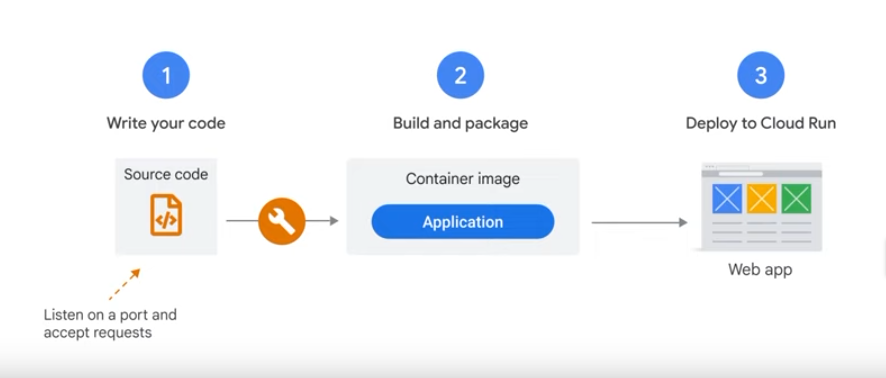 1
2
3
Write your code
Build and package
Deploy to Cloud Run
Source code
Container image
Application
Web app
Listen on a port and
accept requests